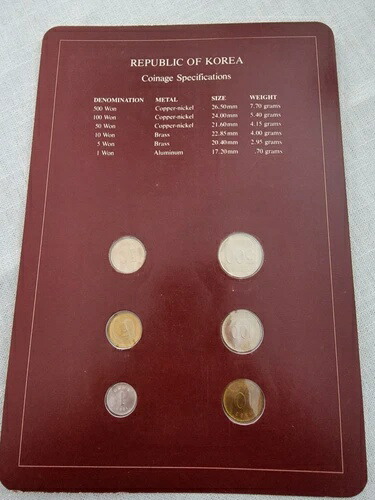 REPUBLIC OF KOREA
Coinage Specifications
DENOMINATION METAL SIZE WEIGHT
500 Won Copper-nickel 26.50mm 7.70 grams
100 Won Copper-nickel 24.00mm 5.40 grams
50 Won Copper-nickel 21.60mm 4.15 grams
10 Won Brass 22.85mm 4.00 grams
5 Won Brass 20.40mm 2.95 grams
1 Won Aluminum 17.20mm .70 grams